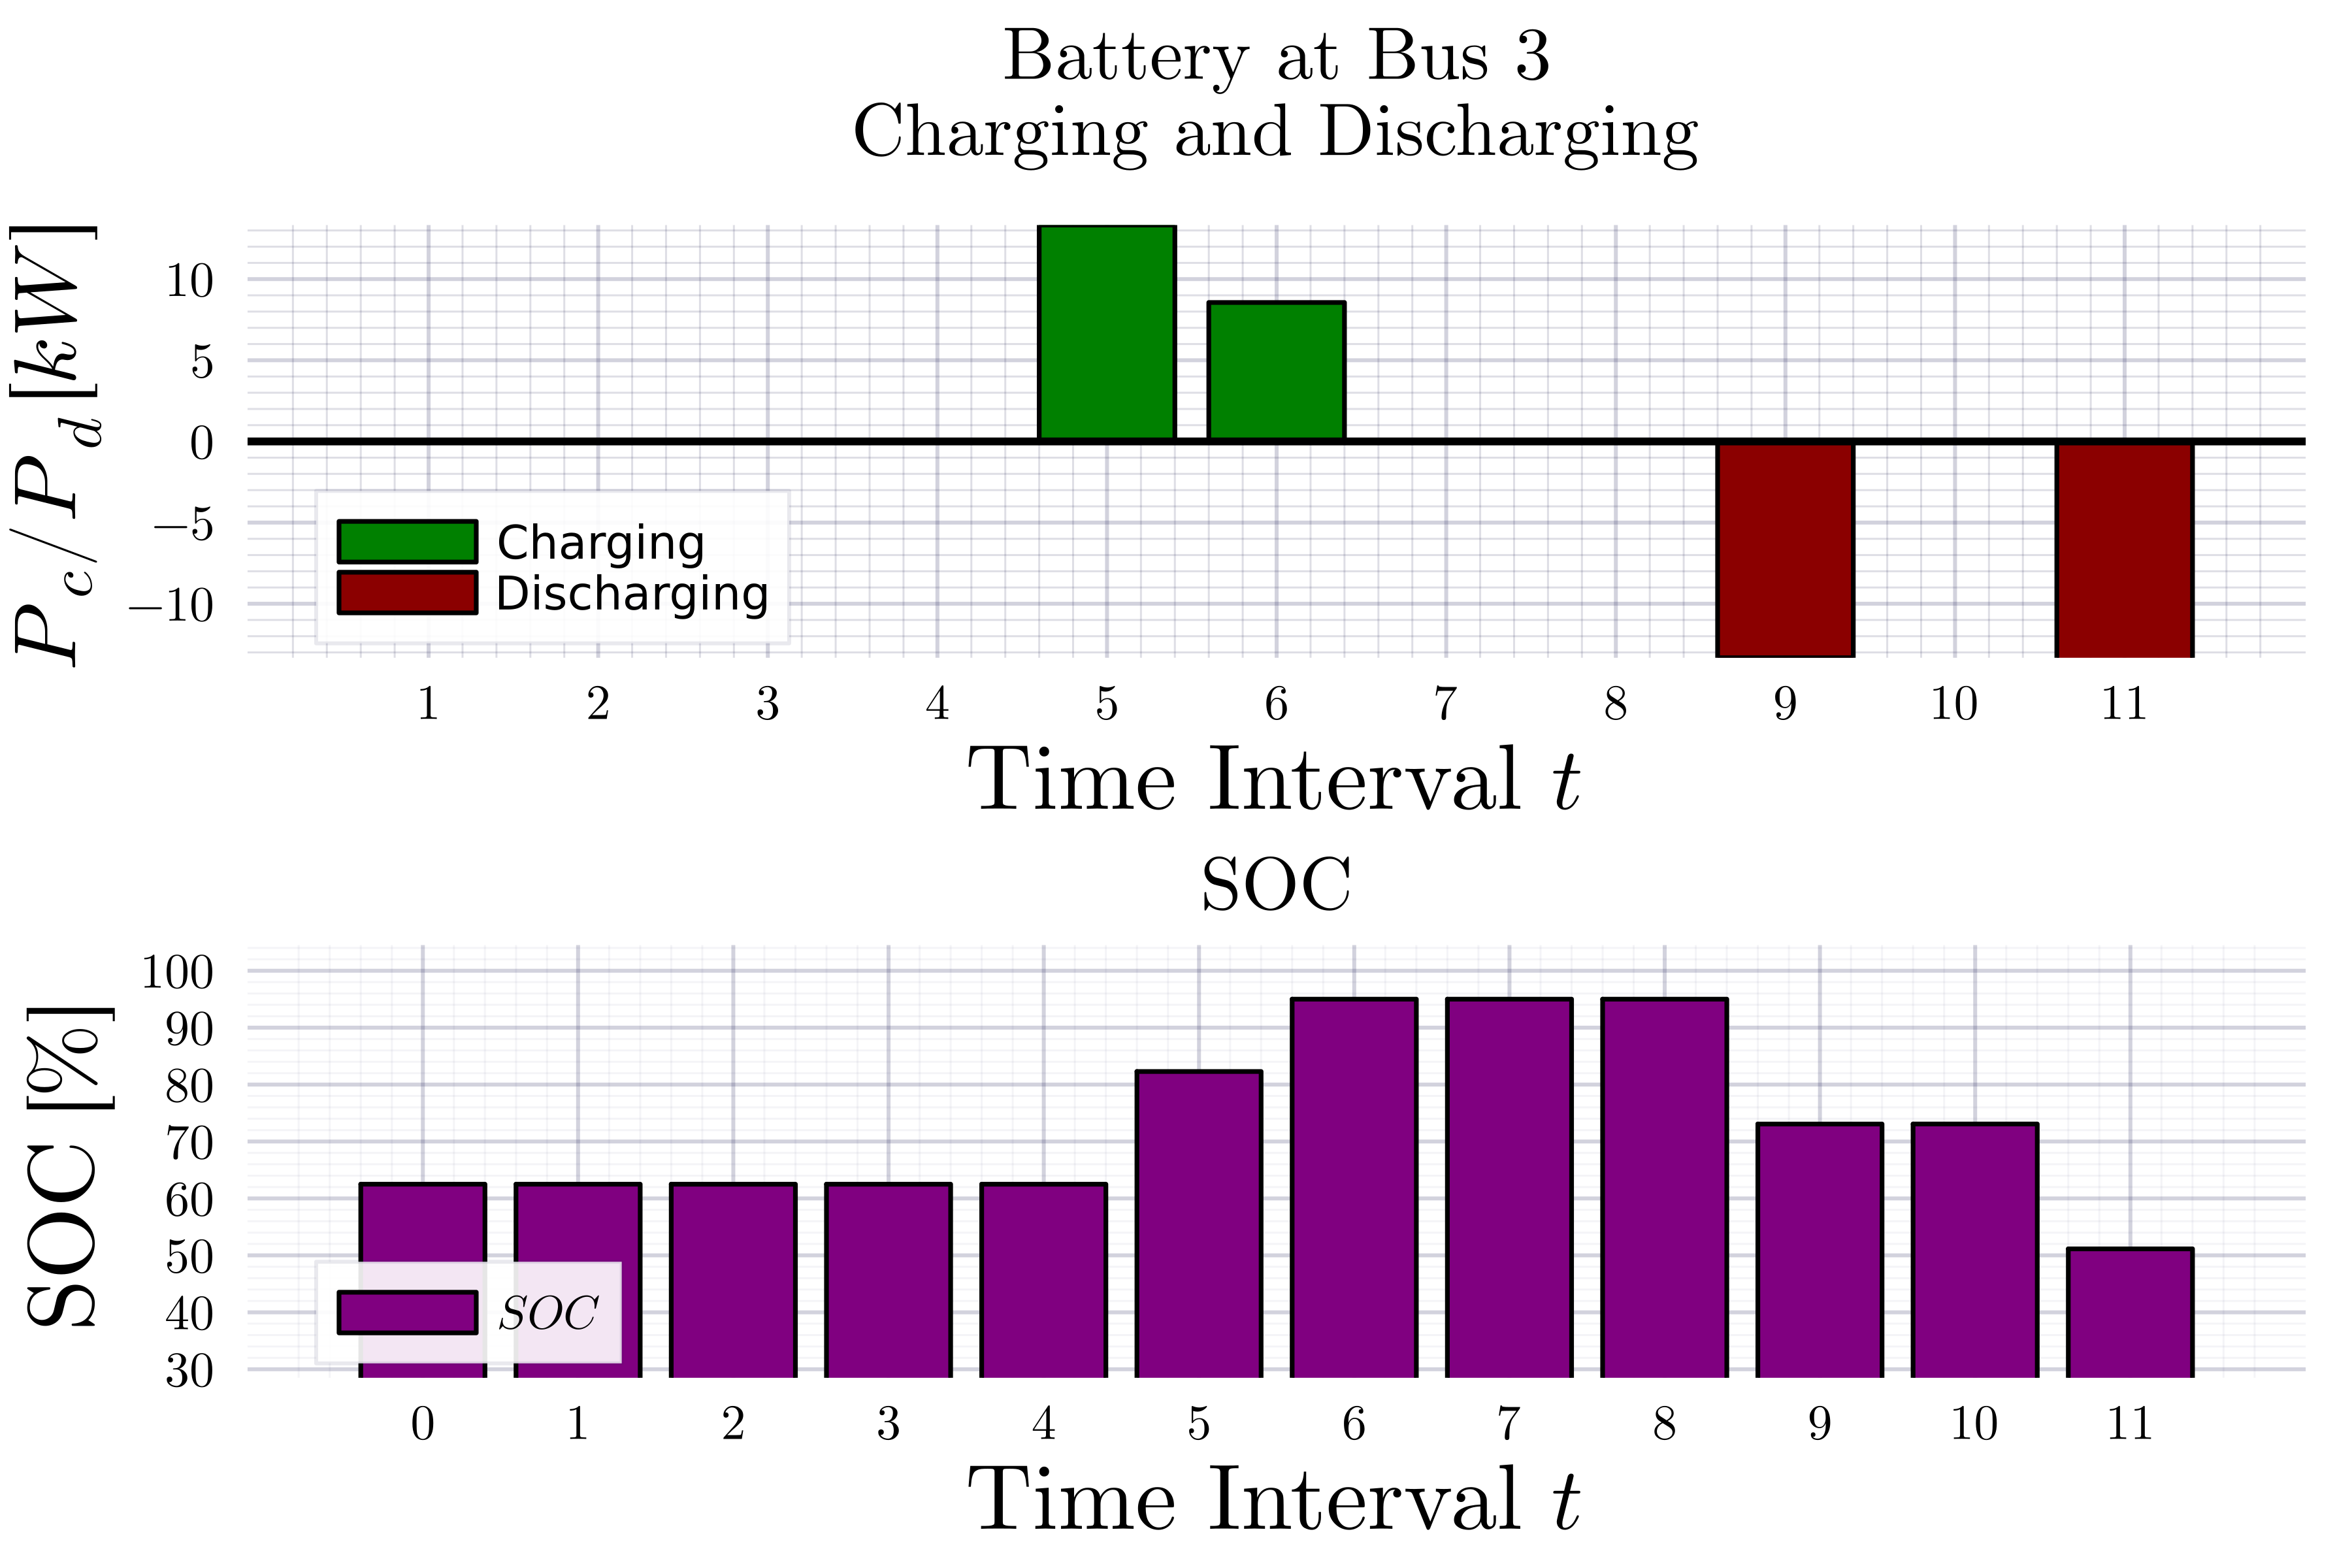 Battery at Bus 3
Charging and Discharging
P_c/P_d [kW]
10
5
0
−5
−10
Charging
Discharging
1 2 3 4 5 6 7 8 9 10 11
Time Interval t
SOC
SOC [%]
100
90
80
70
60
50
40
30
SOC
0 1 2 3 4 5 6 7 8 9 10 11
Time Interval t